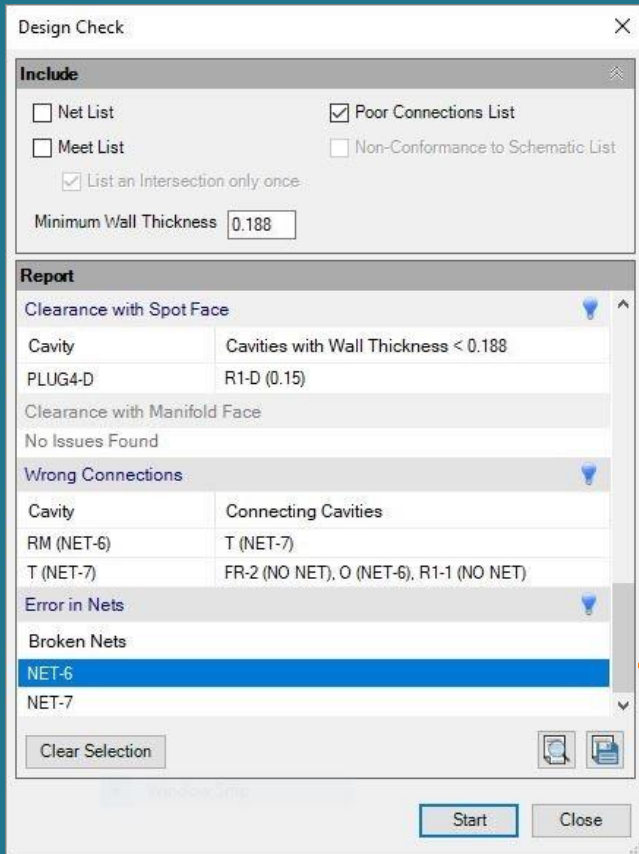 Design Check
Include
Net List Poor Connections List
Meet List Non-Conformance to Schematic List
List an Intersection only once
Minimum Wall Thickness 0.188
Report
Clearance with Spot Face
Cavity Cavities with Wall Thickness < 0.188
PLUG4-D R1-D (0.15)
Clearance with Manifold Face
No Issues Found
Wrong Connections
Cavity Connecting Cavities
RM (NET-6) T (NET-7)
T (NET-7) FR-2 (NO NET), O (NET-6), R1-1 (NO NET)
Error in Nets
Broken Nets
NET-6
NET-7
Clear Selection
Start Close